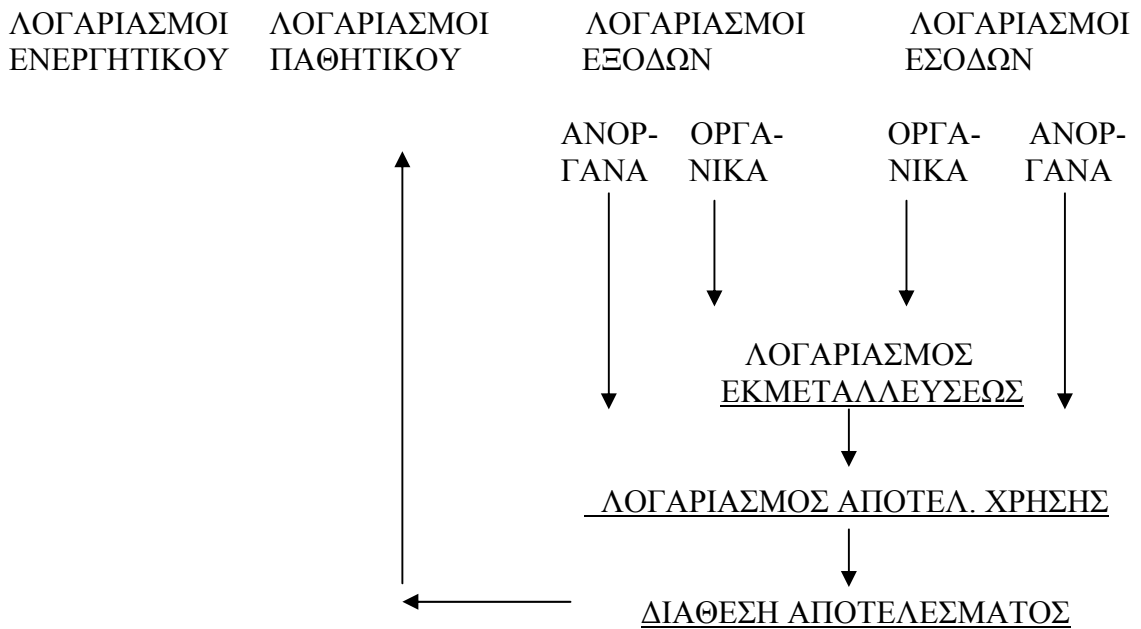 ΛΟΓΑΡΙΑΣΜΟΙ ΛΟΓΑΡΙΑΣΜΟΙ ΛΟΓΑΡΙΑΣΜΟΙ ΛΟΓΑΡΙΑΣΜΟΙ
ΕΝΕΡΓΗΤΙΚΟΥ ΠΑΘΗΤΙΚΟΥ ΕΞΟΔΩΝ ΕΣΟΔΩΝ
ΑΝΟΡ- ΟΡΓΑ- ΟΡΓΑ- ΑΝΟΡ-
ΓΑΝΑ ΝΙΚΑ ΝΙΚΑ ΓΑΝΑ
ΛΟΓΑΡΙΑΣΜΟΣ
ΕΚΜΕΤΑΛΛΕΥΣΕΩΣ
ΛΟΓΑΡΙΑΣΜΟΣ ΑΠΟΤΕΛ. ΧΡΗΣΗΣ
ΔΙΑΘΕΣΗ ΑΠΟΤΕΛΕΣΜΑΤΟΣ